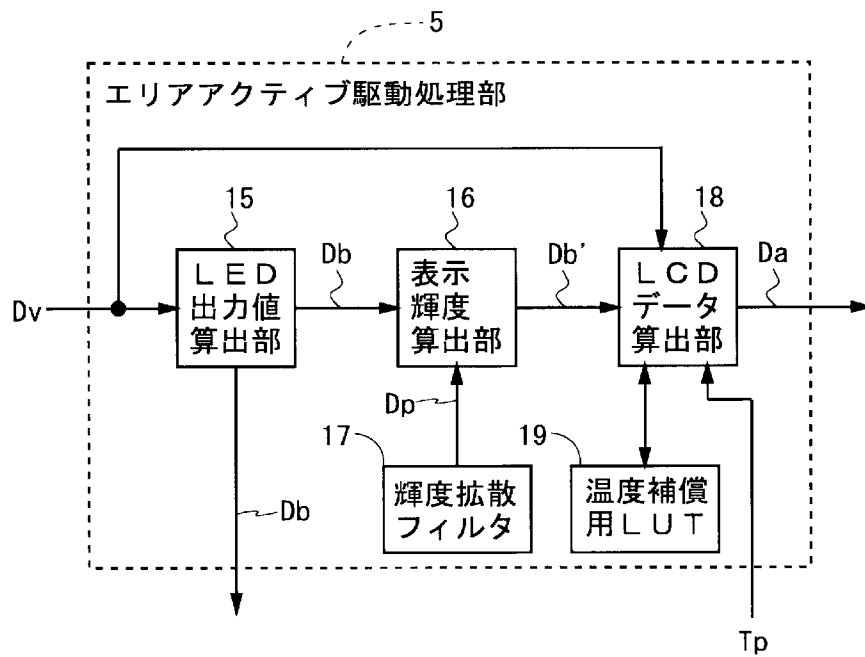 5
エリアアクティブ駆動処理部
15
16
18
Db
Db'
Da
Dv
LED
出力値
算出部
表示
輝度
算出部
LCD
データ
算出部
Dp
17
19
輝度拡散
フィルタ
温度補償
用LUT
Db
Tp